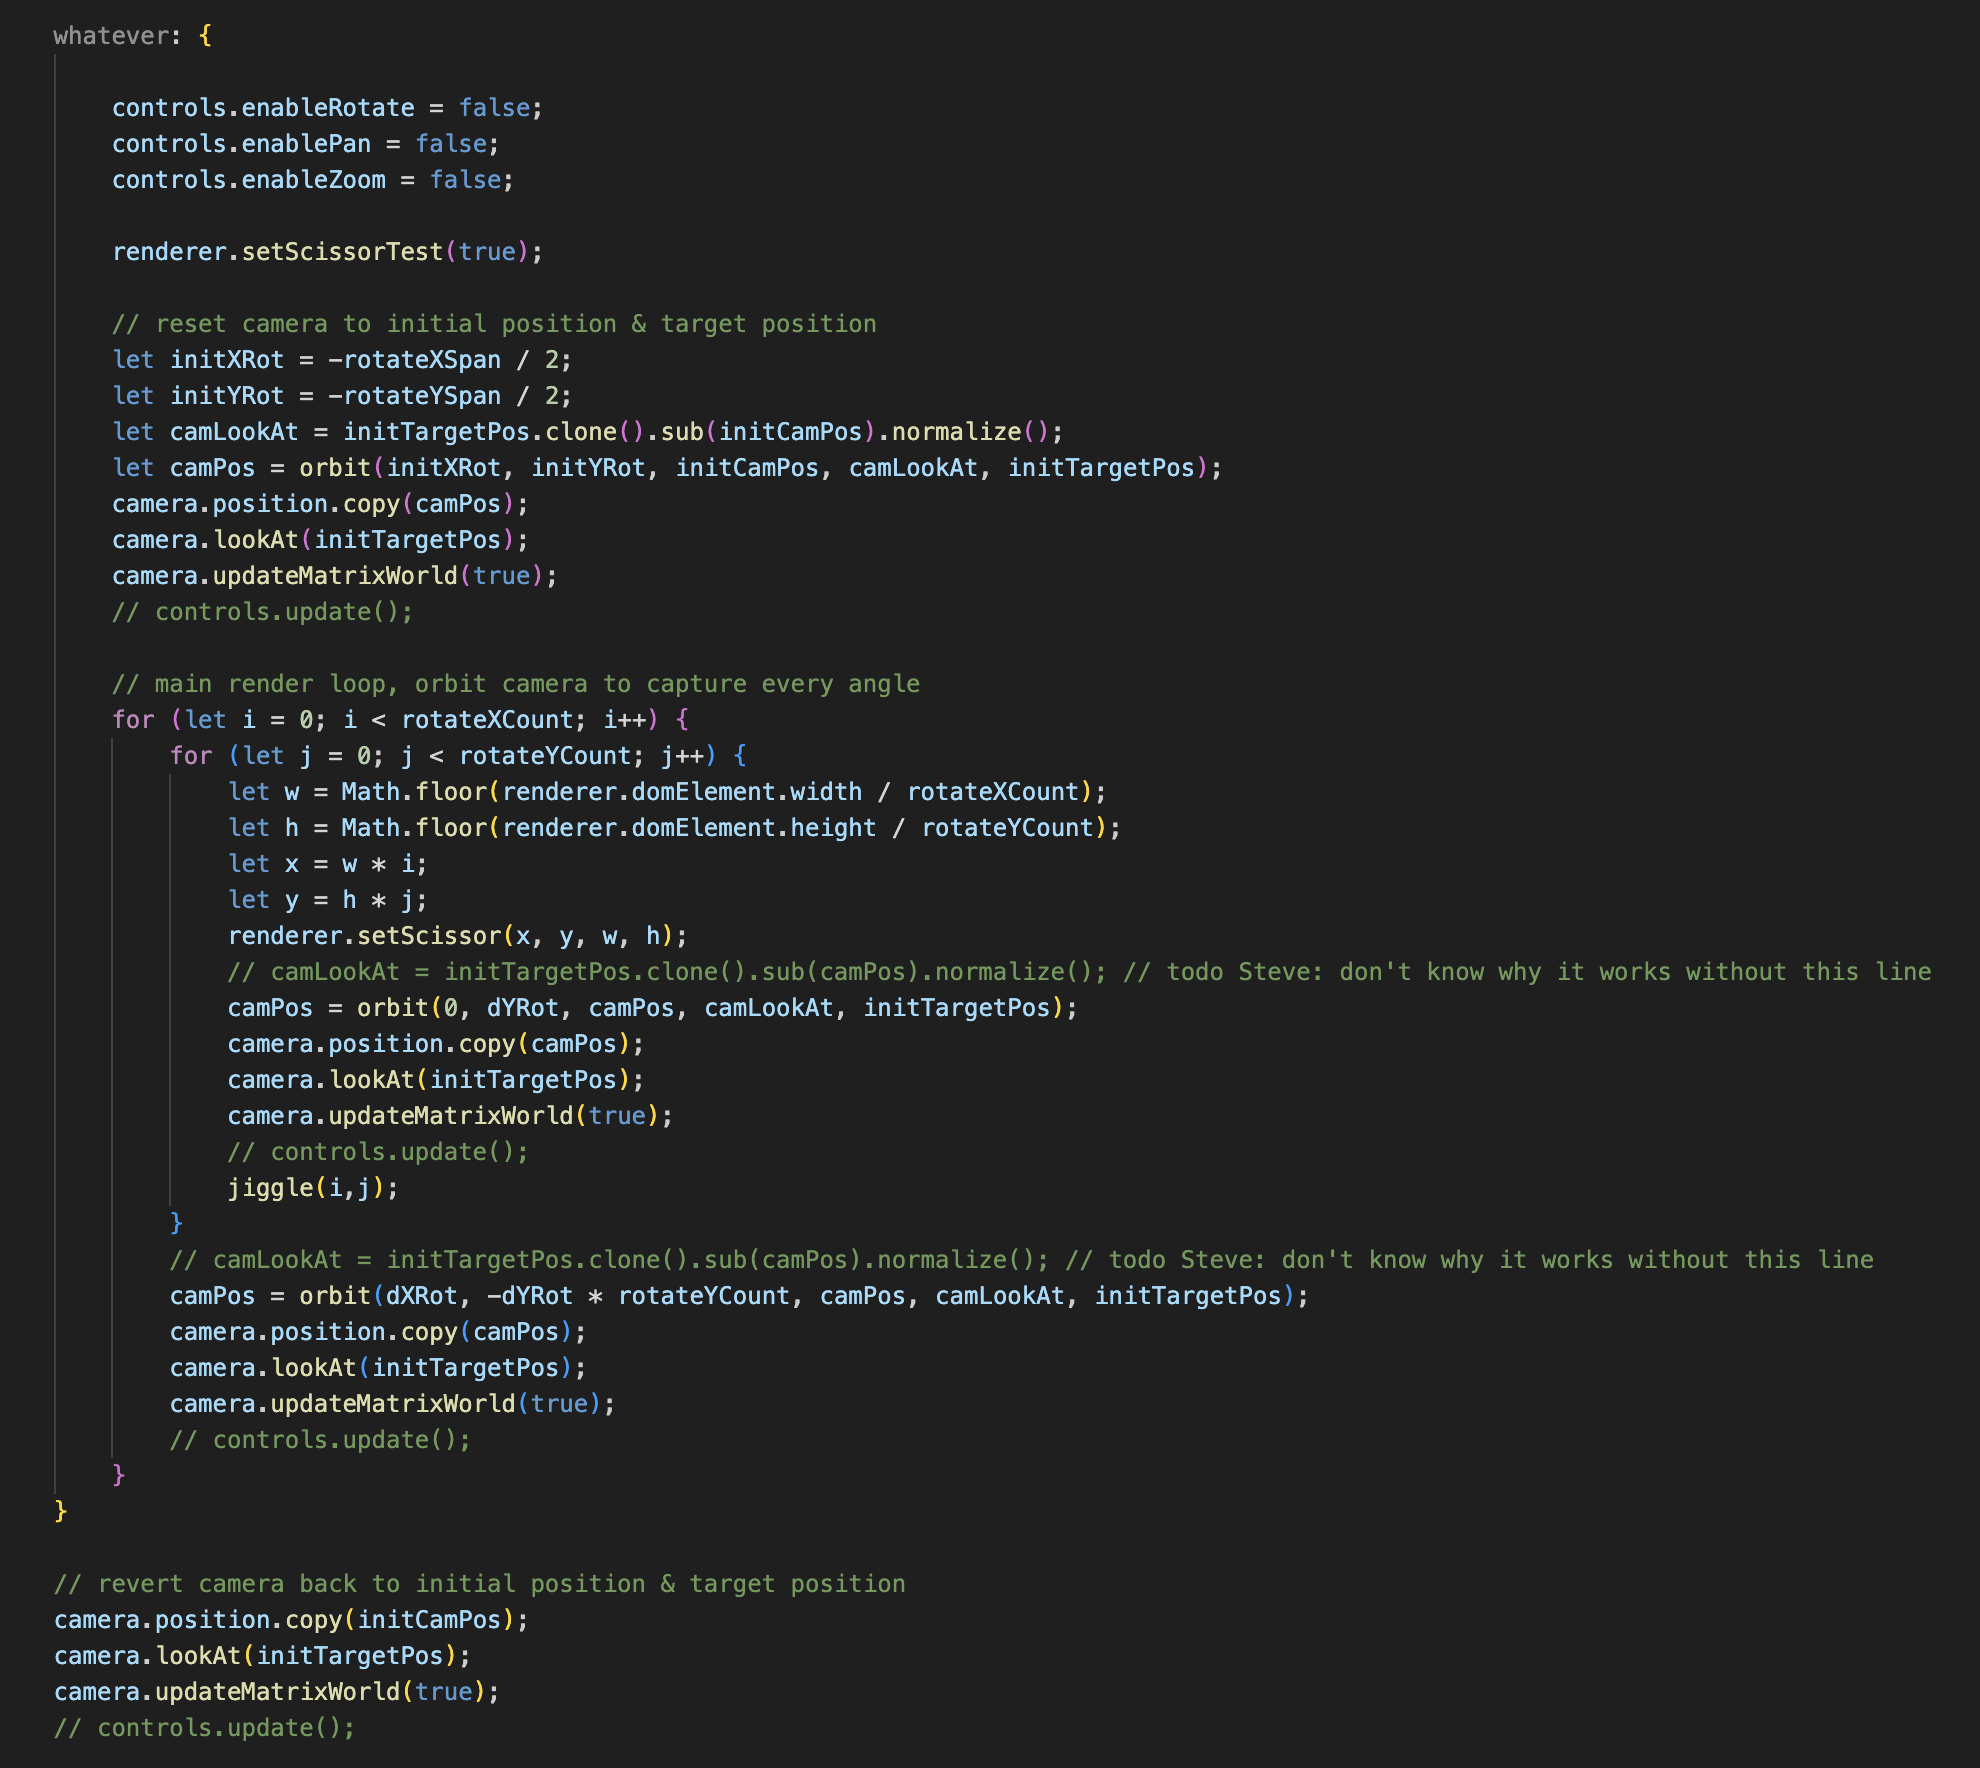 whatever: {
controls.enableRotate = false;
controls.enablePan = false;
controls.enableZoom = false;
renderer.setScissorTest(true);
// reset camera to initial position & target position
let initXRot = -rotateXSpan / 2;
let initYRot = -rotateYSpan / 2;
let camLookAt = initTargetPos.clone().sub(initCamPos).normalize();
let camPos = orbit(initXRot, initYRot, initCamPos, camLookAt, initTargetPos);
camera.position.copy(camPos);
camera.lookAt(initTargetPos);
camera.updateMatrixWorld(true);
// controls.update();
// main render loop, orbit camera to capture every angle
for (let i = 0; i < rotateXCount; i++) {
for (let j = 0; j < rotateYCount; j++) {
let w = Math.floor(renderer.domElement.width / rotateXCount);
let h = Math.floor(renderer.domElement.height / rotateYCount);
let x = w * i;
let y = h * j;
renderer.setScissor(x, y, w, h);
// camLookAt = initTargetPos.clone().sub(camPos).normalize(); // todo Steve: don't know why it works without this line
camPos = orbit(0, dYRot, camPos, camLookAt, initTargetPos);
camera.position.copy(camPos);
camera.lookAt(initTargetPos);
camera.updateMatrixWorld(true);
// controls.update();
jiggle(i,j);
}
// camLookAt = initTargetPos.clone().sub(camPos).normalize(); // todo Steve: don't know why it works without this line
camPos = orbit(dXRot, -dYRot * rotateYCount, camPos, camLookAt, initTargetPos);
camera.position.copy(camPos);
camera.lookAt(initTargetPos);
camera.updateMatrixWorld(true);
// controls.update();
}
}
// revert camera back to initial position & target position
camera.position.copy(initCamPos);
camera.lookAt(initTargetPos);
camera.updateMatrixWorld(true);
// controls.update();